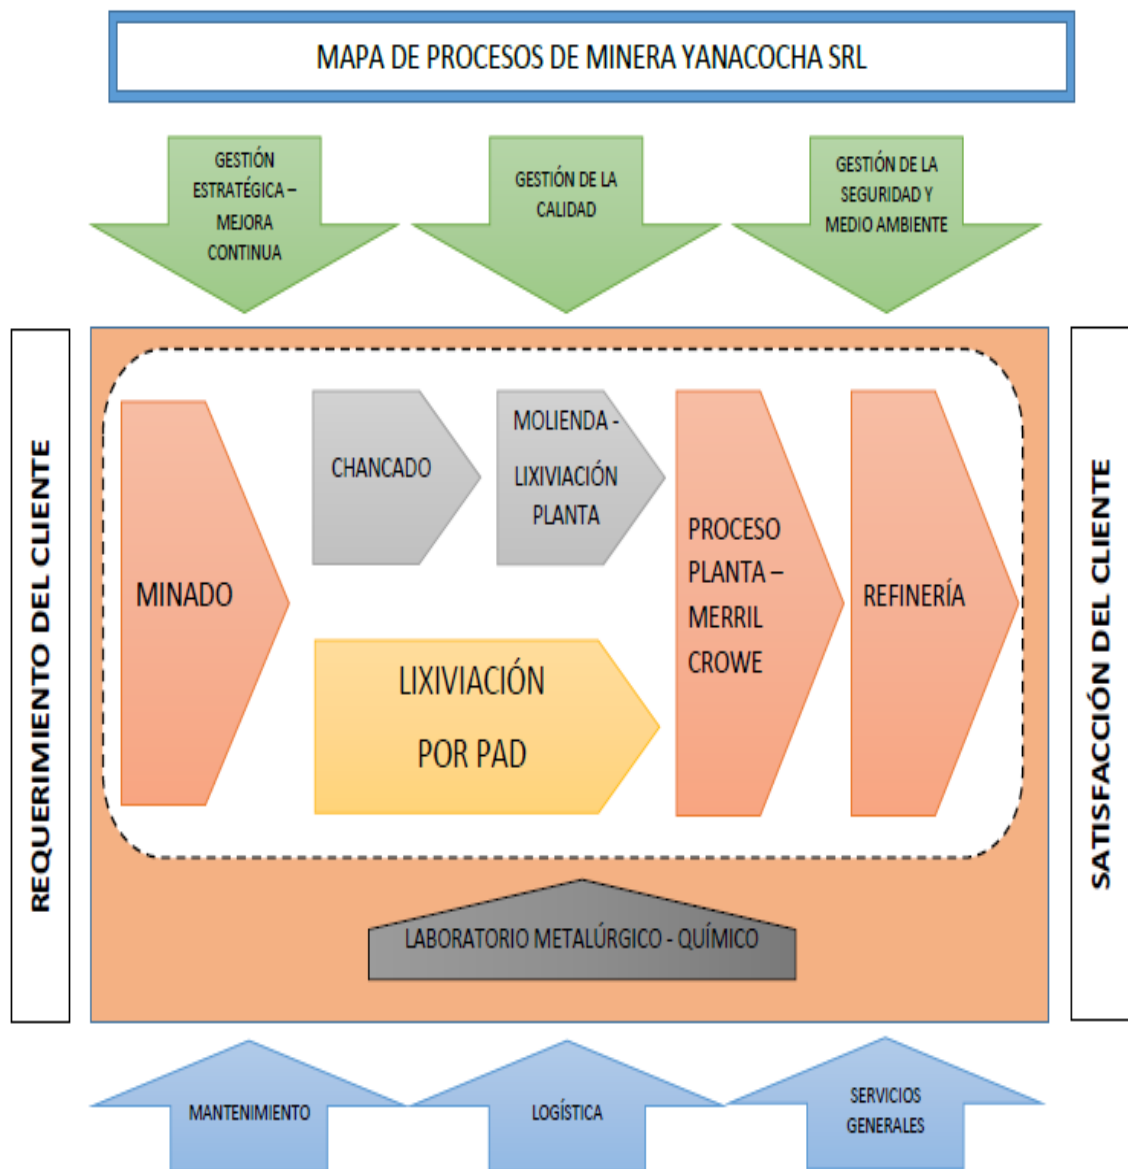 MAPA DE PROCESOS DE MINERA YANACOCHA SRL
GESTIÓN
ESTRATÉGICA –
MEJORA
CONTINUA
GESTIÓN DE LA
CALIDAD
GESTIÓN DE LA
SEGURIDAD Y
MEDIO AMBIENTE
REQUERIMIENTO DEL CLIENTE
MINADO
CHANCADO
MOLIENDA -
LIXIVIACIÓN
PLANTA
LIXIVIACIÓN
POR PAD
PROCESO
PLANTA –
MERRIL
CROWE
REFINERÍA
SATISFACCIÓN DEL CLIENTE
LABORATORIO METALÚRGICO - QUÍMICO
MANTENIMIENTO
LOGÍSTICA
SERVICIOS
GENERALES